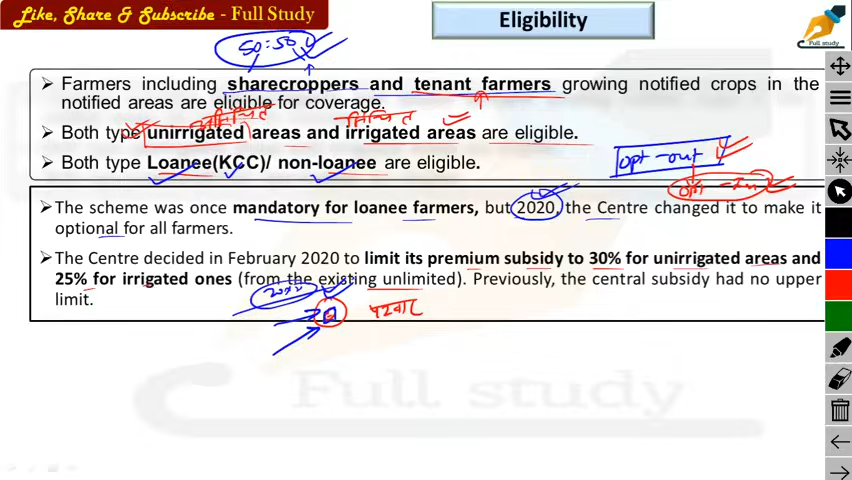 Like, Share & Subscribe - Full Study
Eligibility
Full study
50:50
➢ Farmers including sharecroppers and tenant farmers growing notified crops in the
notified areas are eligible for coverage.
असिंचित सिंचित
➢ Both type unirrigated areas and irrigated areas are eligible.
➢ Both type Loanee(KCC)/ non-loanee are eligible.
opt-out
opt-In
➢ The scheme was once mandatory for loanee farmers, but 2020, the Centre changed it to make it
optional for all farmers.
➢ The Centre decided in February 2020 to limit its premium subsidy to 30% for unirrigated areas and
25% for irrigated ones (from the existing unlimited). Previously, the central subsidy had no upper
limit.
Full study